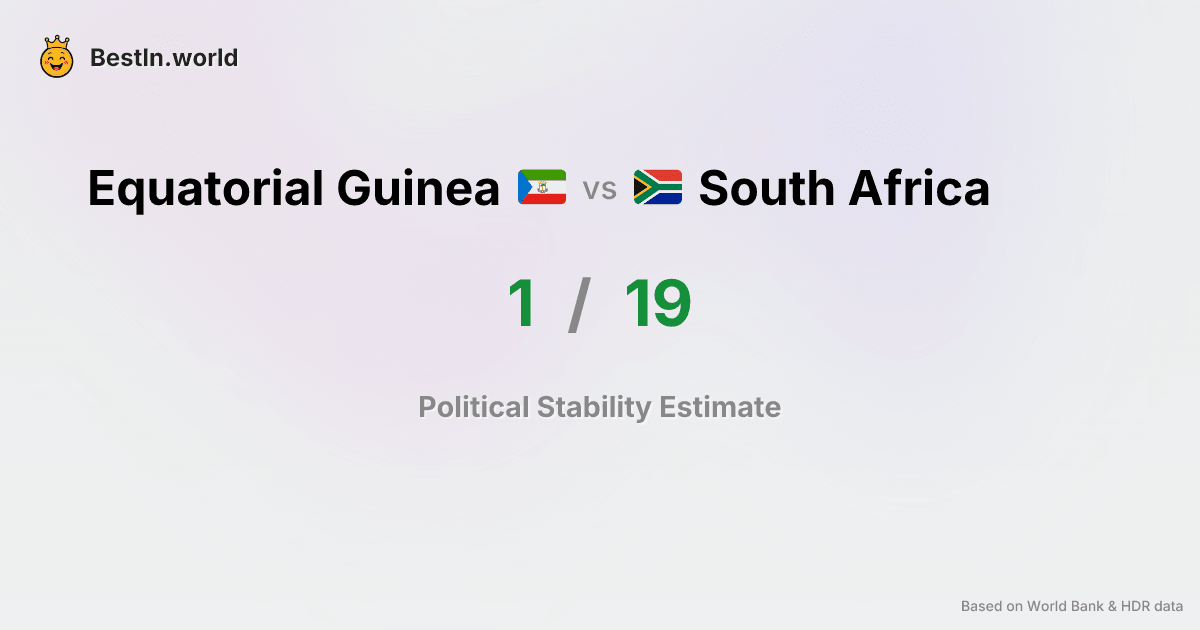 BestIn.world
Equatorial Guinea vs South Africa
1 / 19
Political Stability Estimate
Based on World Bank & HDR data